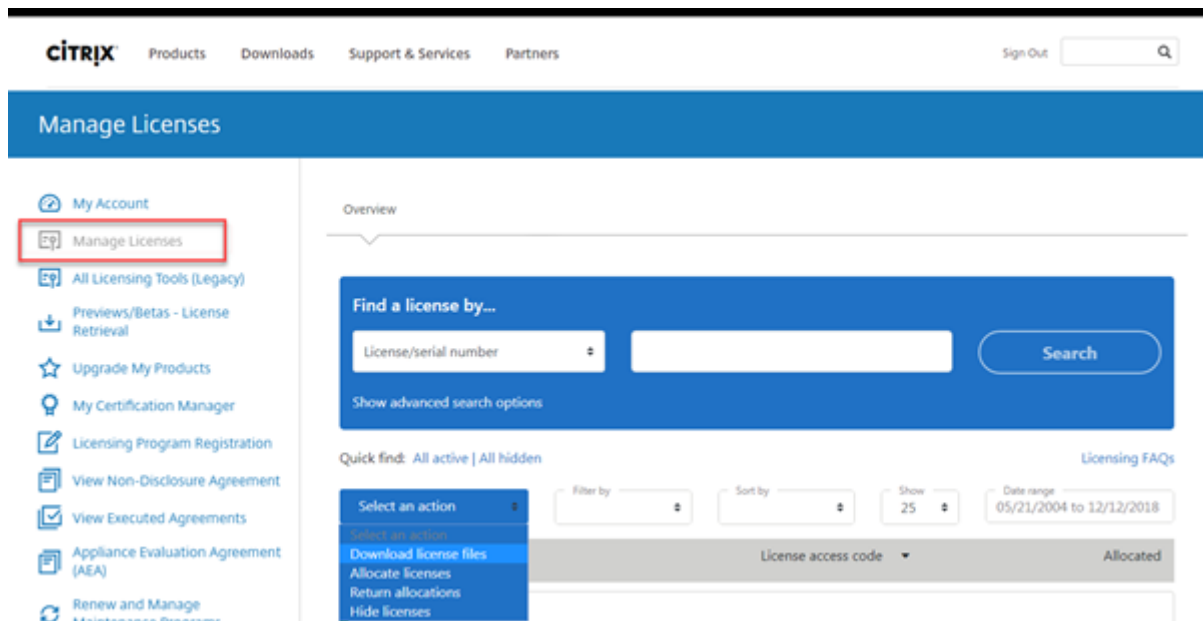 CİTRIX Products Downloads Support & Services Partners Sign Out
Manage Licenses
My Account
Manage Licenses
All Licensing Tools (Legacy)
Previews/Betas - License
Retrieval
Upgrade My Products
My Certification Manager
Licensing Program Registration
View Non-Disclosure Agreement
View Executed Agreements
Appliance Evaluation Agreement
(AEA)
Renew and Manage
Maintenance Programs
Overview
Find a license by...
License/serial number
Search
Show advanced search options
Quick find: All active | All hidden Licensing FAQs
Filter by Sort by Show Date range
Select an action 25 05/21/2004 to 12/12/2018
Select an action
Download license files
License access code Allocated
Allocate licenses
Return allocations
Hide licenses